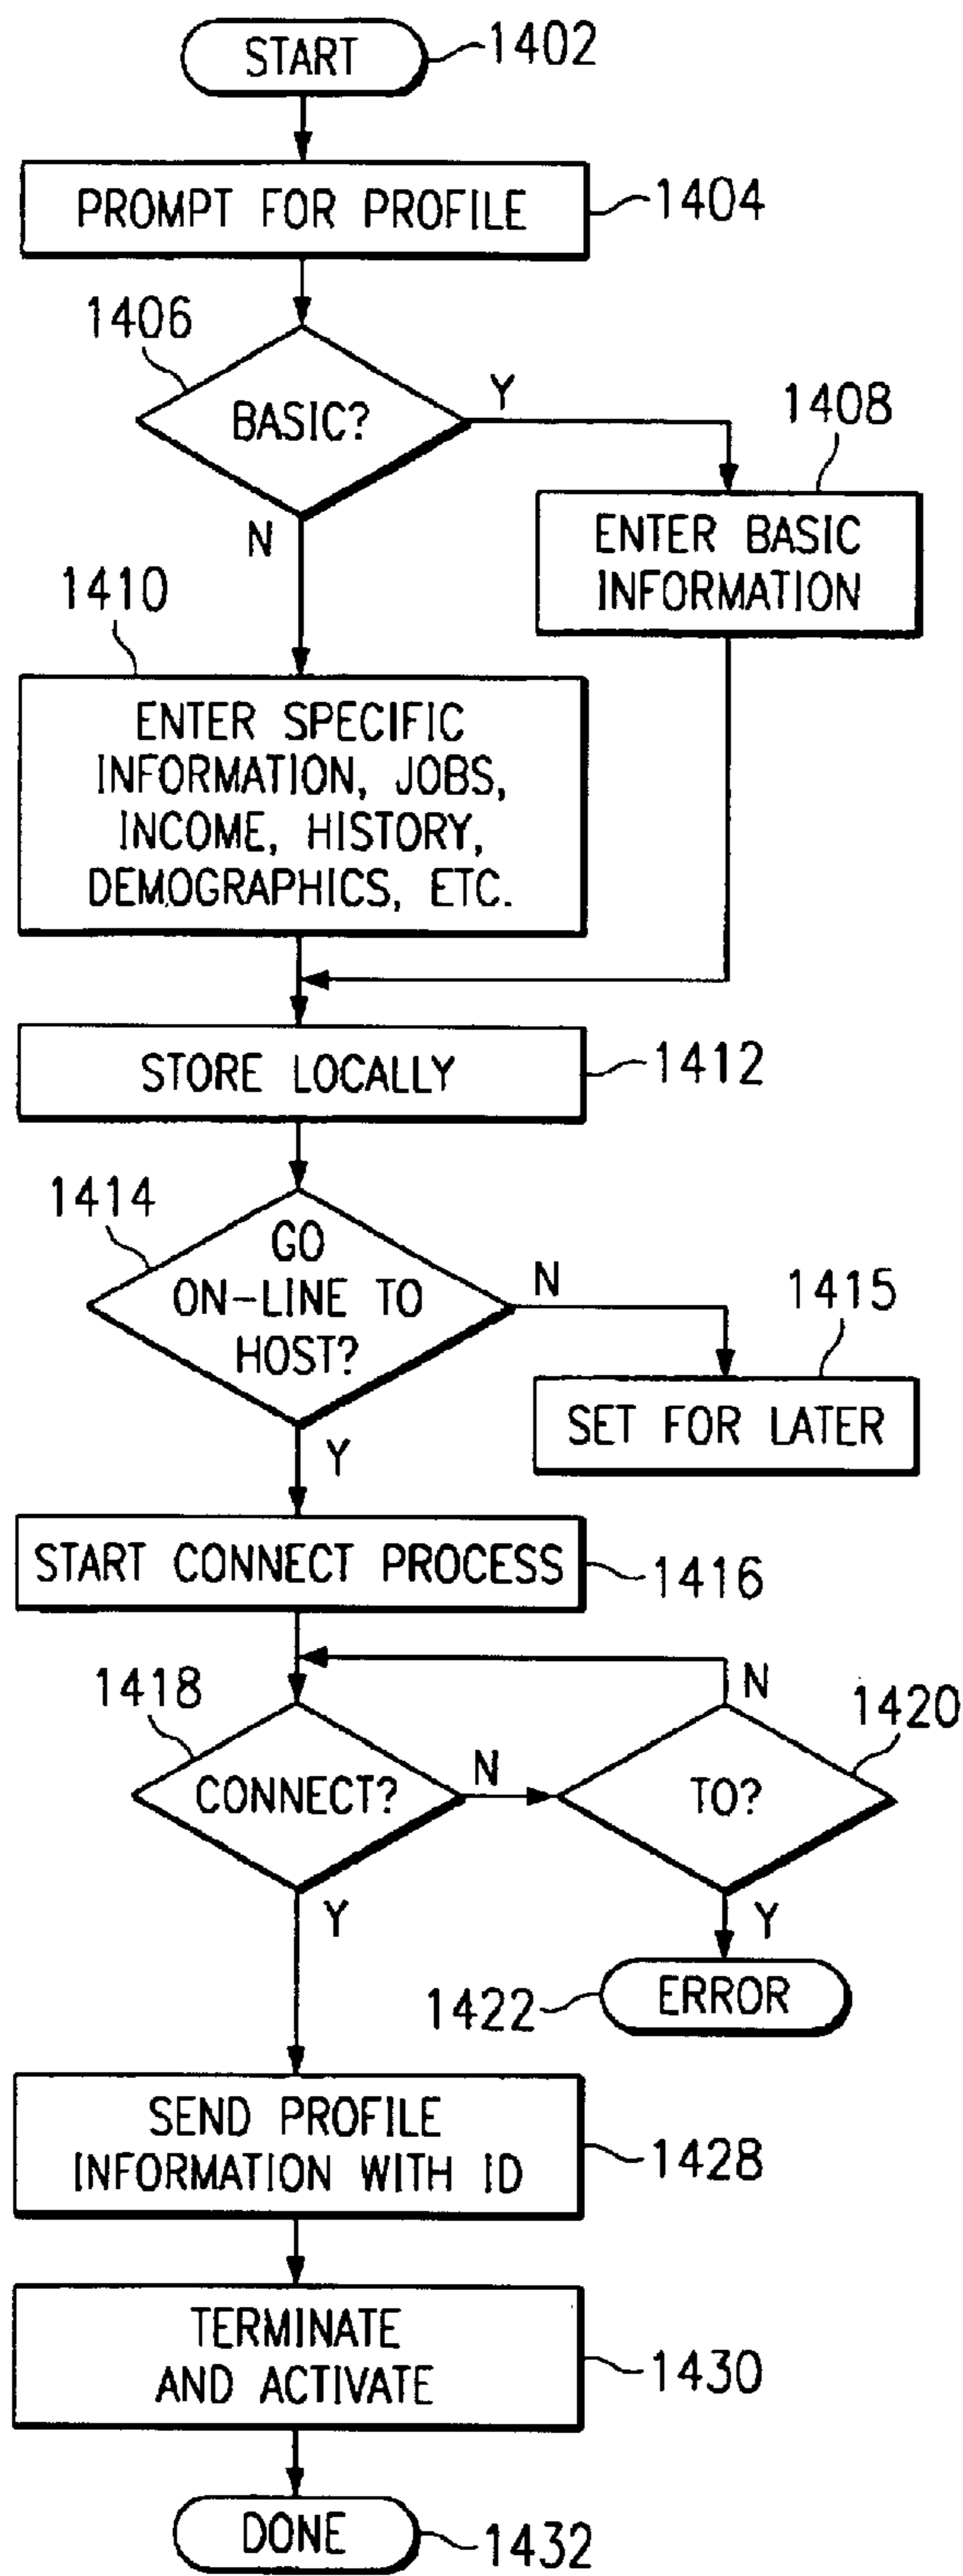 START
1402
PROMPT FOR PROFILE
1404
1406
BASIC?
Y
N
1408
ENTER BASIC
INFORMATION
1410
ENTER SPECIFIC
INFORMATION, JOBS,
INCOME, HISTORY,
DEMOGRAPHICS, ETC.
STORE LOCALLY
1412
1414
GO
ON-LINE TO
HOST?
N
Y
1415
SET FOR LATER
START CONNECT PROCESS
1416
1418
CONNECT?
N
Y
1420
TO?
N
Y
1422
ERROR
SEND PROFILE
INFORMATION WITH ID
1428
TERMINATE
AND ACTIVATE
1430
DONE
1432